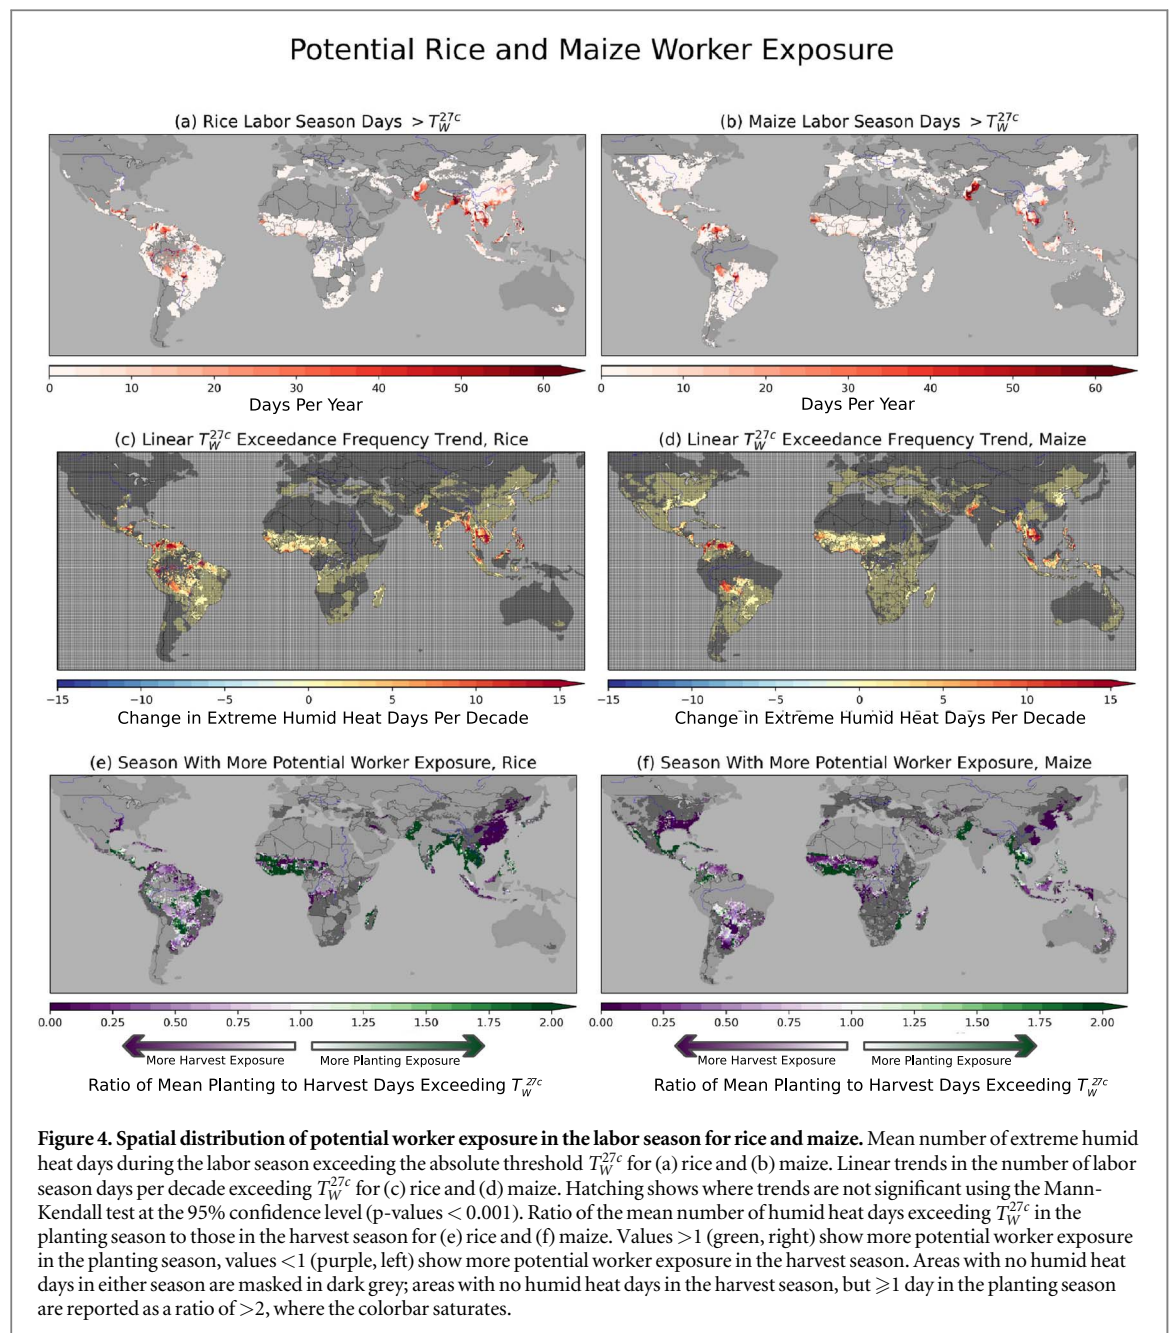 Potential Rice and Maize Worker Exposure
(a) Rice Labor Season Days > T_W^27c
(b) Maize Labor Season Days > T_W^27c
0 10 20 30 40 50 60
Days Per Year
0 10 20 30 40 50 60
Days Per Year
(c) Linear T_W^27c Exceedance Frequency Trend, Rice
(d) Linear T_W^27c Exceedance Frequency Trend, Maize
−15 −10 −5 0 5 10 15
Change in Extreme Humid Heat Days Per Decade
−15 −10 −5 0 5 10 15
Change in Extreme Humid Heat Days Per Decade
(e) Season With More Potential Worker Exposure, Rice
(f) Season With More Potential Worker Exposure, Maize
0.00 0.25 0.50 0.75 1.00 1.25 1.50 1.75 2.00
More Harvest Exposure More Planting Exposure
Ratio of Mean Planting to Harvest Days Exceeding T_W^27c
0.00 0.25 0.50 0.75 1.00 1.25 1.50 1.75 2.00
More Harvest Exposure More Planting Exposure
Ratio of Mean Planting to Harvest Days Exceeding T_W^27c
Figure 4. Spatial distribution of potential worker exposure in the labor season for rice and maize. Mean number of extreme humid
heat days during the labor season exceeding the absolute threshold T_W^27c for (a) rice and (b) maize. Linear trends in the number of labor
season days per decade exceeding T_W^27c for (c) rice and (d) maize. Hatching shows where trends are not significant using the Mann-
Kendall test at the 95% confidence level (p-values < 0.001). Ratio of the mean number of humid heat days exceeding T_W^27c in the
planting season to those in the harvest season for (e) rice and (f) maize. Values >1 (green, right) show more potential worker exposure
in the planting season, values <1 (purple, left) show more potential worker exposure in the harvest season. Areas with no humid heat
days in either season are masked in dark grey; areas with no humid heat days in the harvest season, but ⩾1 day in the planting season
are reported as a ratio of >2, where the colorbar saturates.